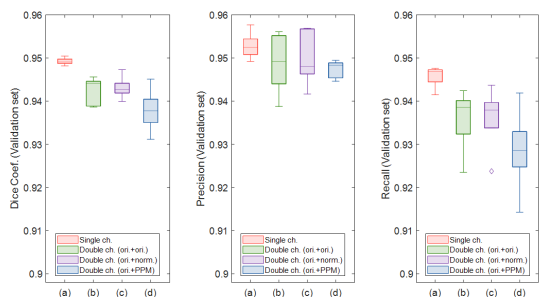 0.96
0.95
0.94
0.93
0.92
0.91
0.9
Dice Coef. (Validation set)
Single ch.
Double ch. (ori.+ori.)
Double ch. (ori.+norm.)
Double ch. (ori.+PPM)
(a) (b) (c) (d)
0.96
0.95
0.94
0.93
0.92
0.91
0.9
Precision (Validation set)
Single ch.
Double ch. (ori.+ori.)
Double ch. (ori.+norm.)
Double ch. (ori.+PPM)
(a) (b) (c) (d)
0.96
0.95
0.94
0.93
0.92
0.91
0.9
Recall (Validation set)
Single ch.
Double ch. (ori.+ori.)
Double ch. (ori.+norm.)
Double ch. (ori.+PPM)
(a) (b) (c) (d)